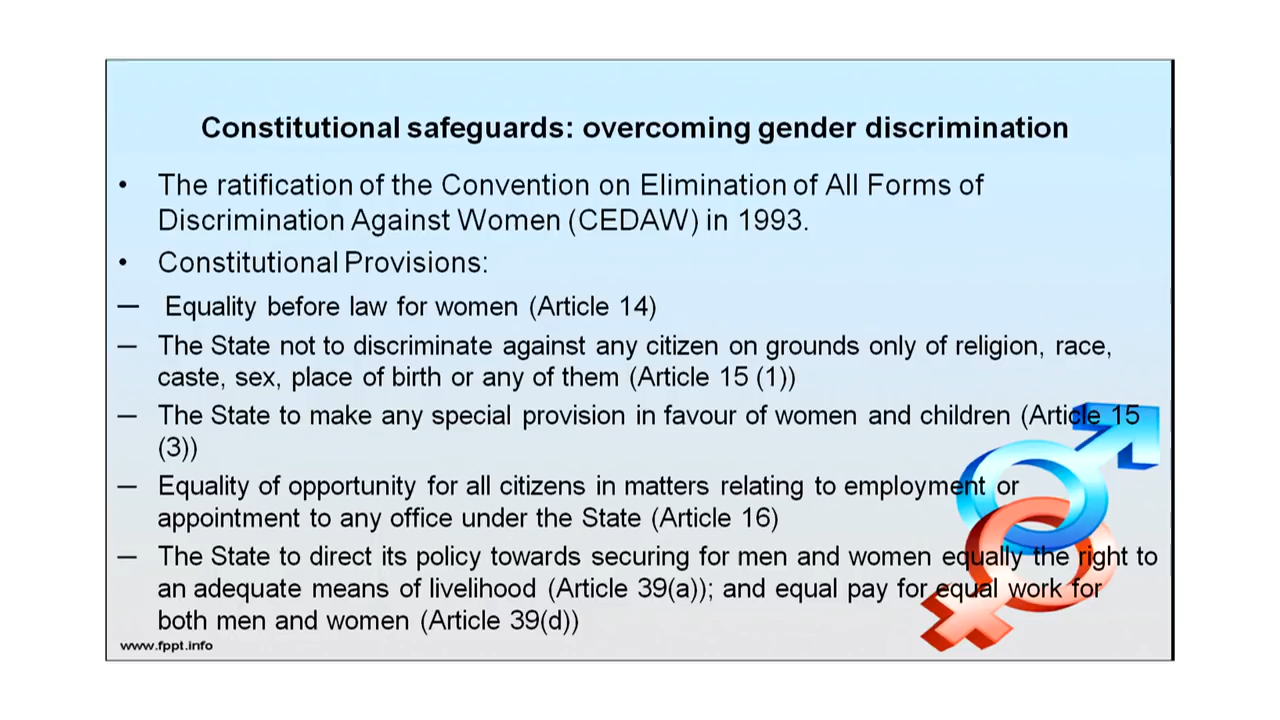 Constitutional safeguards: overcoming gender discrimination
• The ratification of the Convention on Elimination of All Forms of
Discrimination Against Women (CEDAW) in 1993.
• Constitutional Provisions:
— Equality before law for women (Article 14)
— The State not to discriminate against any citizen on grounds only of religion, race,
caste, sex, place of birth or any of them (Article 15 (1))
— The State to make any special provision in favour of women and children (Article 15
(3))
— Equality of opportunity for all citizens in matters relating to employment or
appointment to any office under the State (Article 16)
— The State to direct its policy towards securing for men and women equally the right to
an adequate means of livelihood (Article 39(a)); and equal pay for equal work for
both men and women (Article 39(d))
www.fppt.info